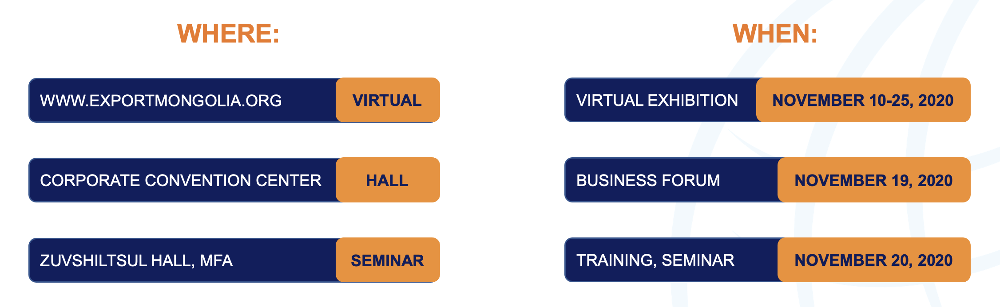 WHERE:
WWW.EXPORTMONGOLIA.ORG VIRTUAL
CORPORATE CONVENTION CENTER HALL
ZUVSHILTSUL HALL, MFA SEMINAR
WHEN:
VIRTUAL EXHIBITION NOVEMBER 10-25, 2020
BUSINESS FORUM NOVEMBER 19, 2020
TRAINING, SEMINAR NOVEMBER 20, 2020